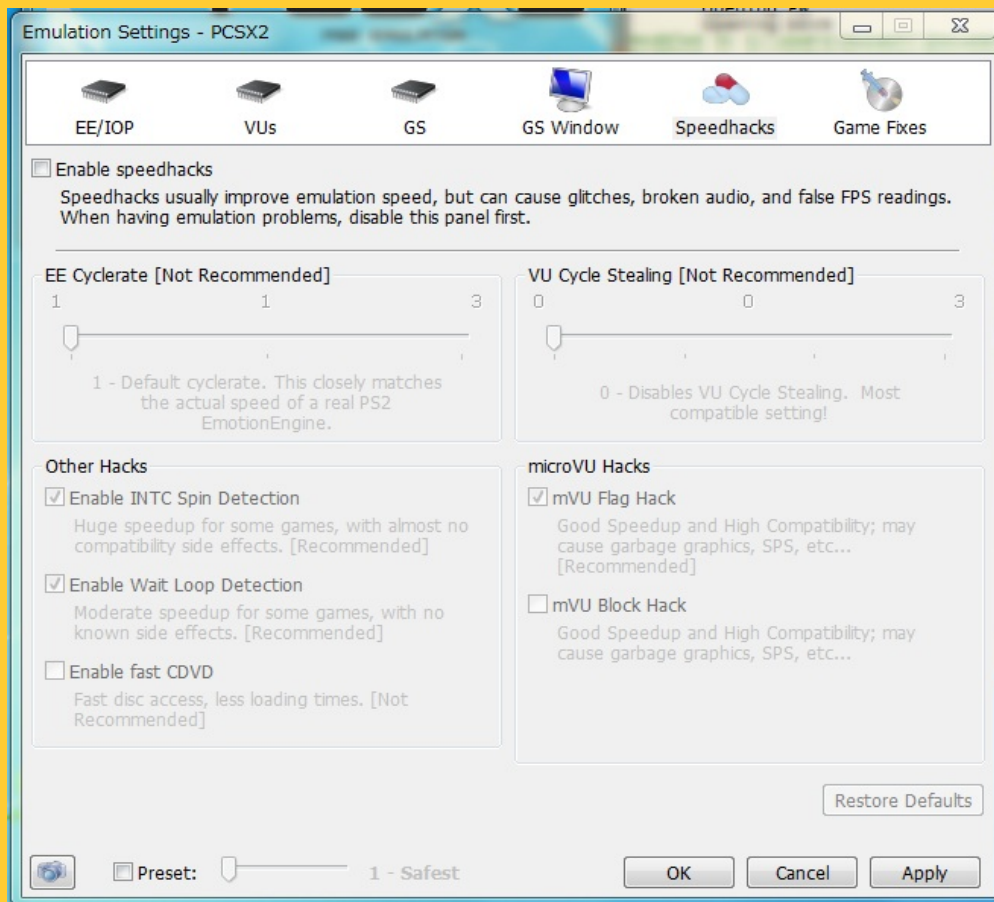 Emulation Settings - PCSX2
EE/IOP
VUs
GS
GS Window
Speedhacks
Game Fixes
Enable speedhacks
Speedhacks usually improve emulation speed, but can cause glitches, broken audio, and false FPS readings.
When having emulation problems, disable this panel first.
EE Cyclerate [Not Recommended]
1 1 3
1 - Default cyclerate. This closely matches
the actual speed of a real PS2
EmotionEngine.
VU Cycle Stealing [Not Recommended]
0 0 3
0 - Disables VU Cycle Stealing. Most
compatible setting!
Other Hacks
Enable INTC Spin Detection
Huge speedup for some games, with almost no
compatibility side effects. [Recommended]
Enable Wait Loop Detection
Moderate speedup for some games, with no
known side effects. [Recommended]
Enable fast CDVD
Fast disc access, less loading times. [Not
Recommended]
microVU Hacks
mVU Flag Hack
Good Speedup and High Compatibility; may
cause garbage graphics, SPS, etc...
[Recommended]
mVU Block Hack
Good Speedup and High Compatibility; may
cause garbage graphics, SPS, etc...
Restore Defaults
Preset:
1 - Safest
OK
Cancel
Apply